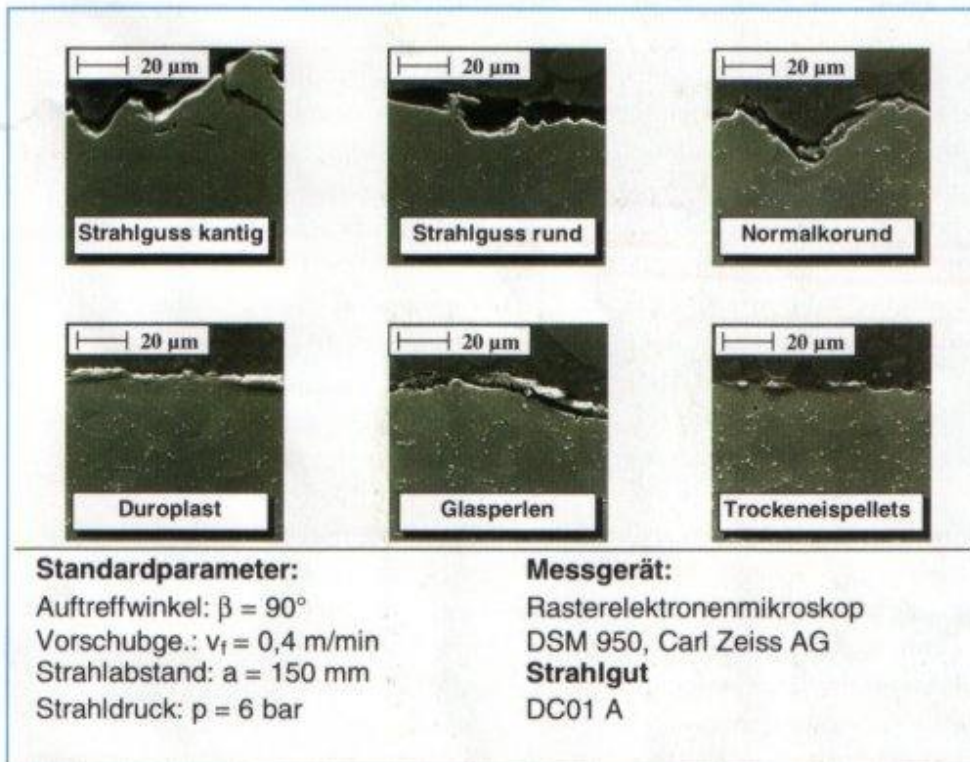 20 µm
20 µm
20 µm
Strahlguss kantig
Strahlguss rund
Normalkorund
20 µm
20 µm
20 µm
Duroplast
Glasperlen
Trockeneispellets
Standardparameter:
Auftreffwinkel: β = 90°
Vorschubge.: vf = 0,4 m/min
Strahlabstand: a = 150 mm
Strahldruck: p = 6 bar
Messgerät:
Rasterelektronenmikroskop
DSM 950, Carl Zeiss AG
Strahlgut
DC01 A